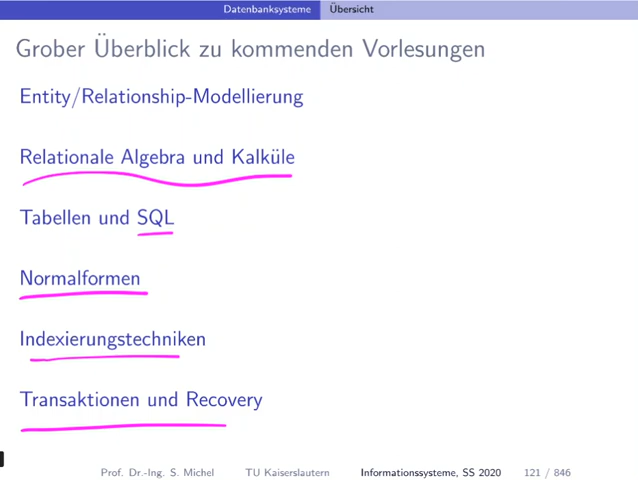 Datenbanksysteme Übersicht
Grober Überblick zu kommenden Vorlesungen
Entity/Relationship-Modellierung
Relationale Algebra und Kalküle
Tabellen und SQL
Normalformen
Indexierungstechniken
Transaktionen und Recovery
Prof. Dr.-Ing. S. Michel TU Kaiserslautern Informationssysteme, SS 2020 121 / 846